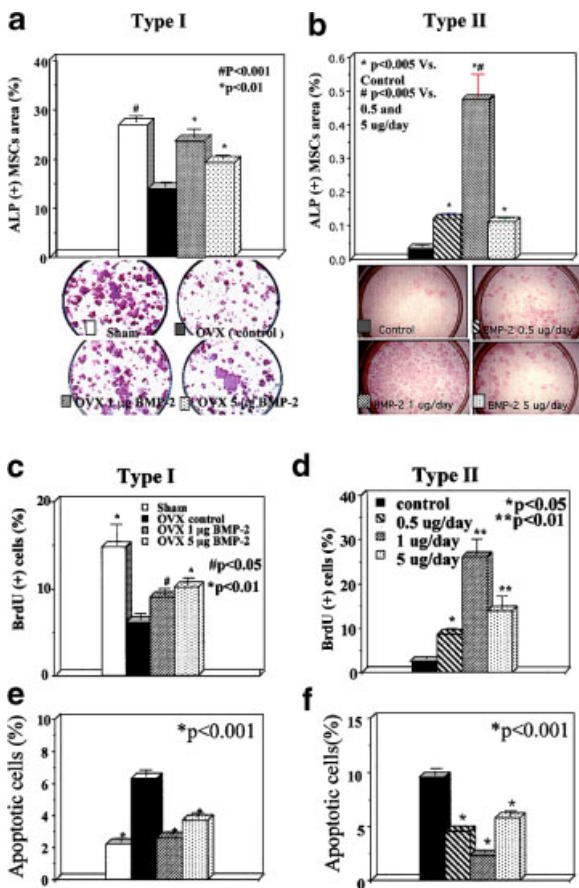 a
Type I
ALP (+) MSCs area (%)
40
30
20
10
0
#P<0.001
*p<0.01
#
*
*
Sham
OVX (control)
OVX 1 µg BMP-2
OVX 5 µg BMP-2
b
Type II
ALP (+) MSCs area (%)
0.6
0.5
0.4
0.3
0.2
0.1
0.0
* p<0.005 Vs.
Control
# p<0.005 Vs.
0.5 and
5 ug/day
*
*#
*
Control
BMP-2 0.5 ug/day
BMP-2 1 ug/day
BMP-2 5 ug/day
c
Type I
BrdU (+) cells (%)
20
10
0
Sham
OVX control
OVX 1 µg BMP-2
OVX 5 µg BMP-2
#p<0.05
*p<0.01
*
#
*
d
Type II
BrdU (+) cells (%)
40
30
20
10
0
control
0.5 ug/day
1 ug/day
5 ug/day
*p<0.05
**p<0.01
*
**
**
e
Apoptotic cells (%)
8
6
4
2
0
*p<0.001
*
*
*
f
Apoptotic cells(%)
15
10
5
0
*p<0.001
*
*
*